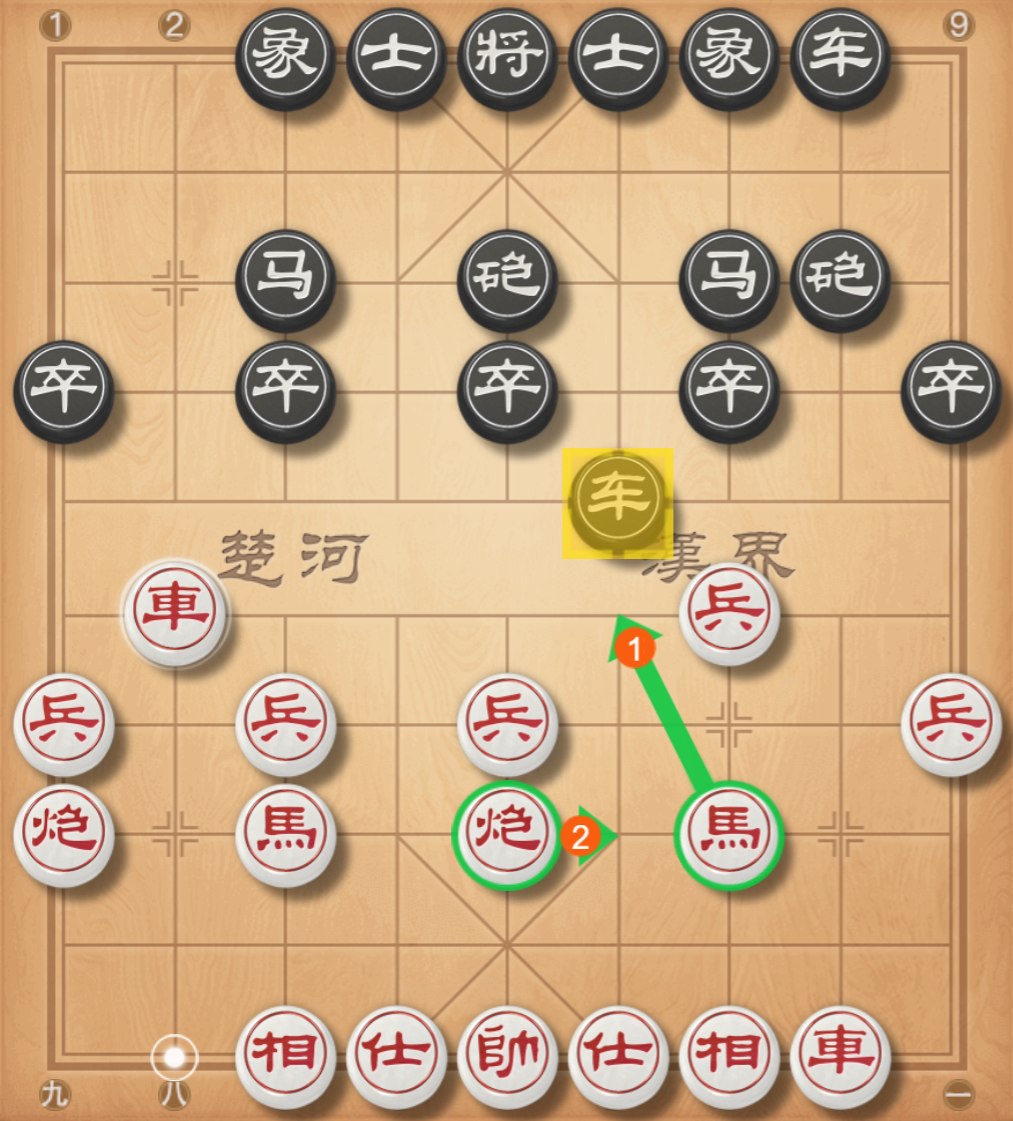 1 2 9
象 士 將 士 象 车
马 砲 马 砲
卒 卒 卒 卒 卒
车
楚 河 漢 界
車 兵
1
兵 兵 兵 兵
炮 馬 炮 2 馬
相 仕 帥 仕 相 車
九 八 一